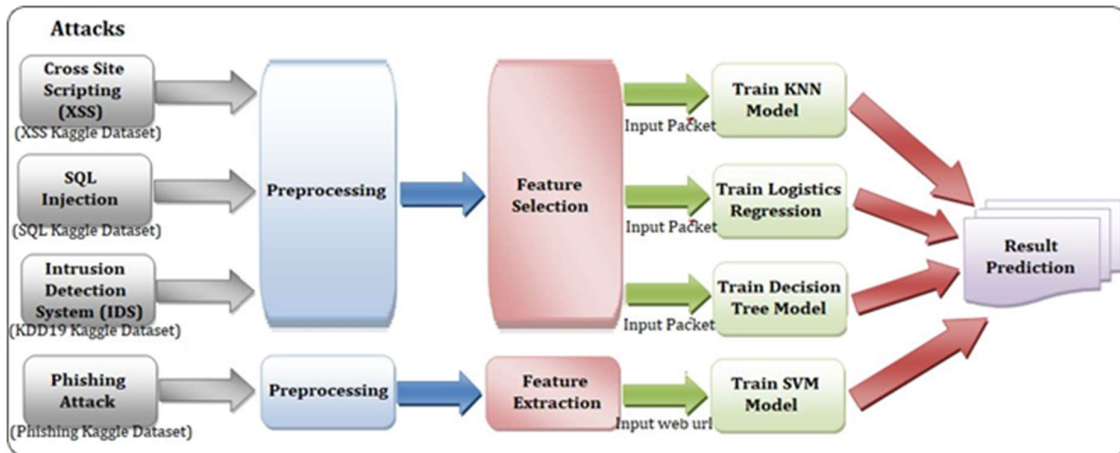 Attacks
Cross Site
Scripting
(XSS)
(XSS Kaggle Dataset)
SQL
Injection
(SQL Kaggle Dataset)
Intrusion
Detection
System (IDS)
(KDD19 Kaggle Dataset)
Phishing
Attack
(Phishing Kaggle Dataset)
Preprocessing
Preprocessing
Feature
Selection
Feature
Extraction
Input Packet
Input Packet
Input Packet
Input web url
Train KNN
Model
Train Logistics
Regression
Train Decision
Tree Model
Train SVM
Model
Result
Prediction